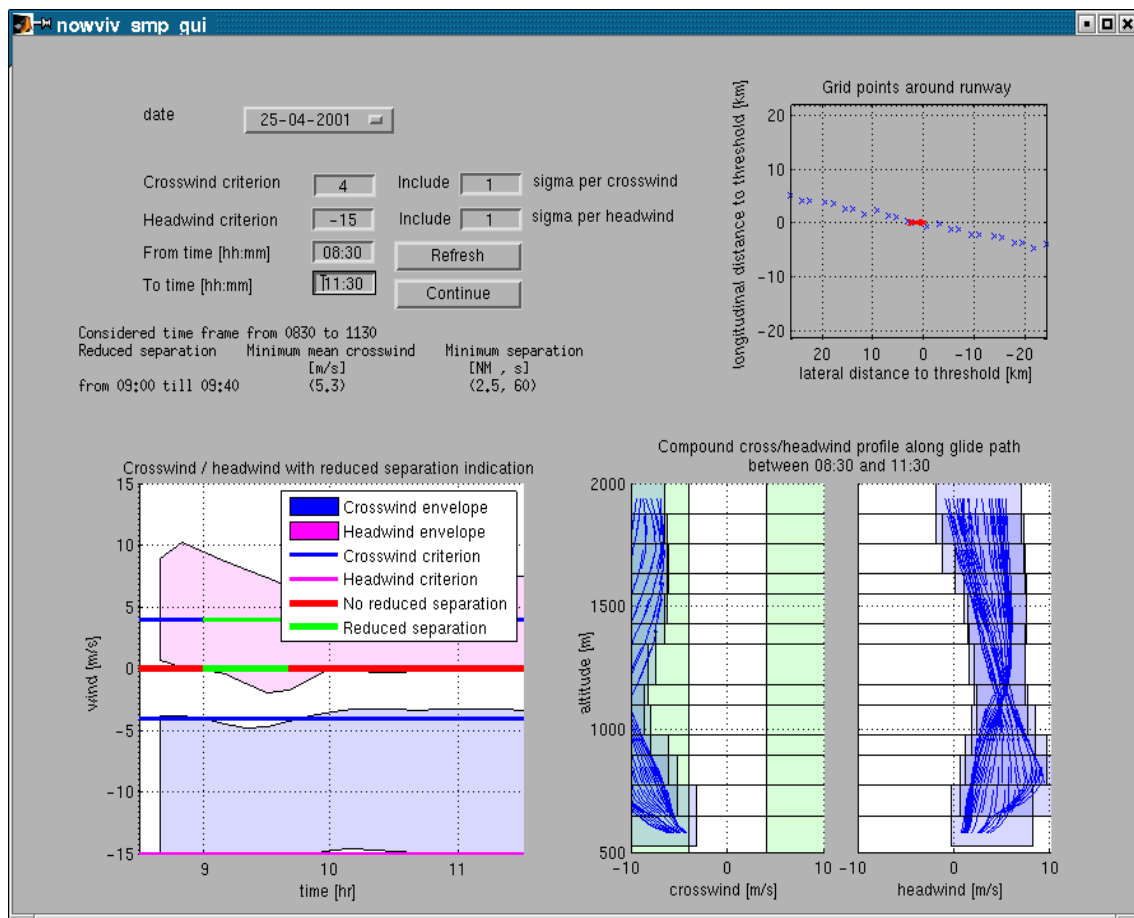 nowviv smp gui
date
25-04-2001
Crosswind criterion 4 Include 1 sigma per crosswind
Headwind criterion -15 Include 1 sigma per headwind
From time [hh:mm] 08:30 Refresh
To time [hh:mm] 11:30 Continue
Considered time frame from 0830 to 1130
Reduced separation Minimum mean crosswind Minimum separation
[m/s] [NM , s]
from 09:00 till 09:40 (5.3) (2.5, 60)
Grid points around runway
longitudinal distance to threshold [km]
20
10
0
-10
-20
20 10 0 -10 -20
lateral distance to threshold [km]
Crosswind / headwind with reduced separation indication
wind [m/s]
15
10
5
0
-5
-10
-15
Crosswind envelope
Headwind envelope
Crosswind criterion
Headwind criterion
No reduced separation
Reduced separation
9 10 11
time [hr]
Compound cross/headwind profile along glide path
between 08:30 and 11:30
altitude [m]
2000
1500
1000
500
-10 0 10
crosswind [m/s]
-10 0 10
headwind [m/s]